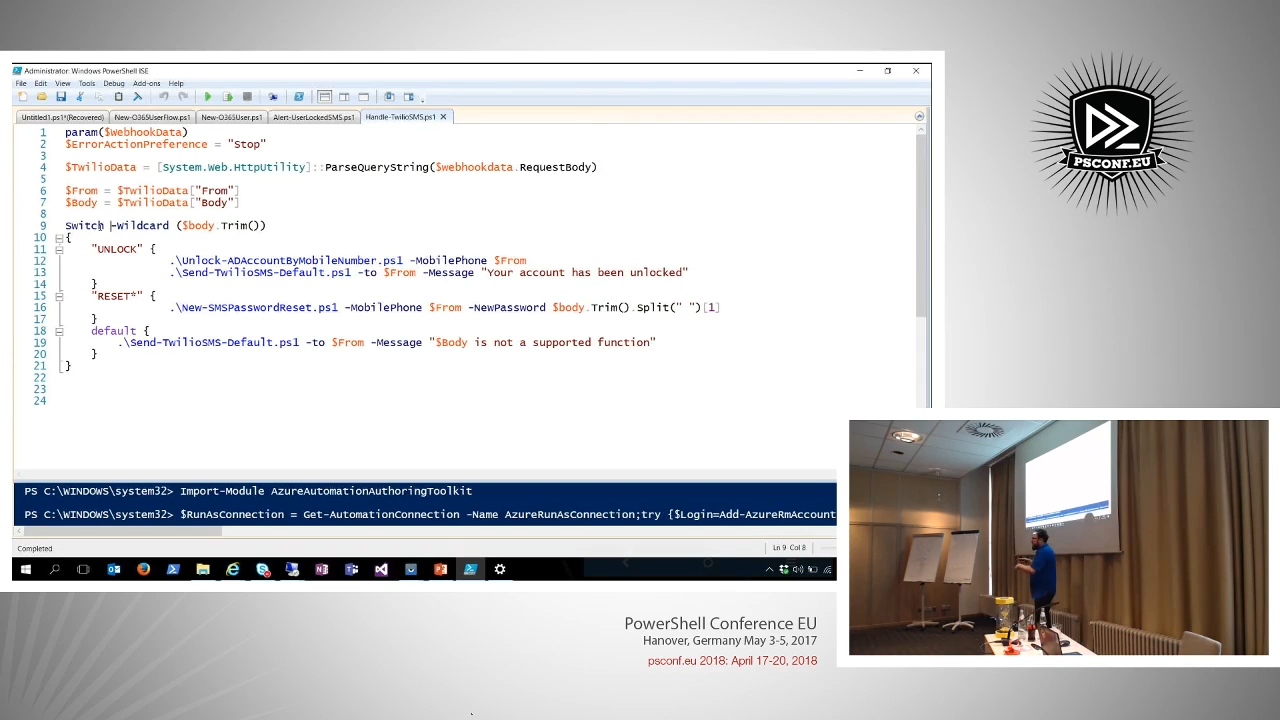 Administrator: Windows PowerShell ISE
File Edit View Tools Debug Add-ons Help
Untitled1.ps1*(Recovered) New-O365UserFlow.ps1 New-O365User.ps1 Alert-UserLockedSMS.ps1 Handle-TwilioSMS.ps1
1 param($WebhookData)
2 $ErrorActionPreference = "Stop"
3
4 $TwilioData = [System.Web.HttpUtility]::ParseQueryString($webhookdata.RequestBody)
5
6 $From = $TwilioData["From"]
7 $Body = $TwilioData["Body"]
8
9 Switch -Wildcard ($body.Trim())
10 {
11 "UNLOCK" {
12 .\Unlock-ADAccountByMobileNumber.ps1 -MobilePhone $From
13 .\Send-TwilioSMS-Default.ps1 -to $From -Message "Your account has been unlocked"
14 }
15 "RESET*" {
16 .\New-SMSPasswordReset.ps1 -MobilePhone $From -NewPassword $body.Trim().Split(" ")[1]
17 }
18 default {
19 .\Send-TwilioSMS-Default.ps1 -to $From -Message "$Body is not a supported function"
20 }
21 }
22
23
24
PS C:\WINDOWS\system32> Import-Module AzureAutomationAuthoringToolkit
PS C:\WINDOWS\system32> $RunAsConnection = Get-AutomationConnection -Name AzureRunAsConnection;try {$Login=Add-AzureRmAccount
Completed
Ln 9 Col 8
PSCONF.EU
PowerShell Conference EU
Hanover, Germany May 3-5, 2017
psconf.eu 2018: April 17-20, 2018